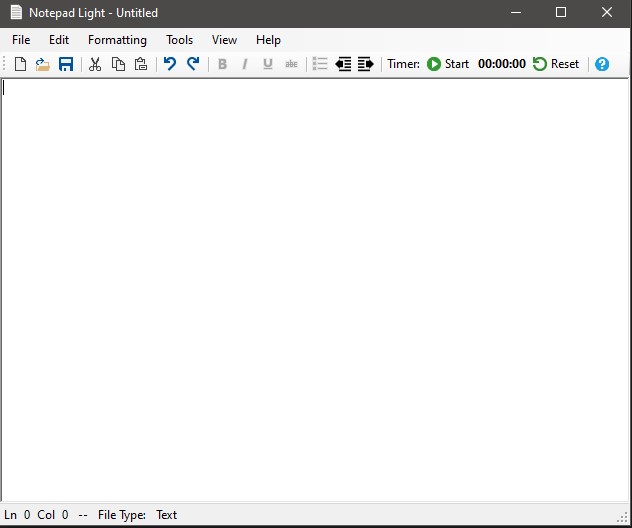 Notepad Light - Untitled
File Edit Formatting Tools View Help
B I U abc Timer: Start 00:00:00 Reset ?
Ln 0 Col 0 -- File Type: Text